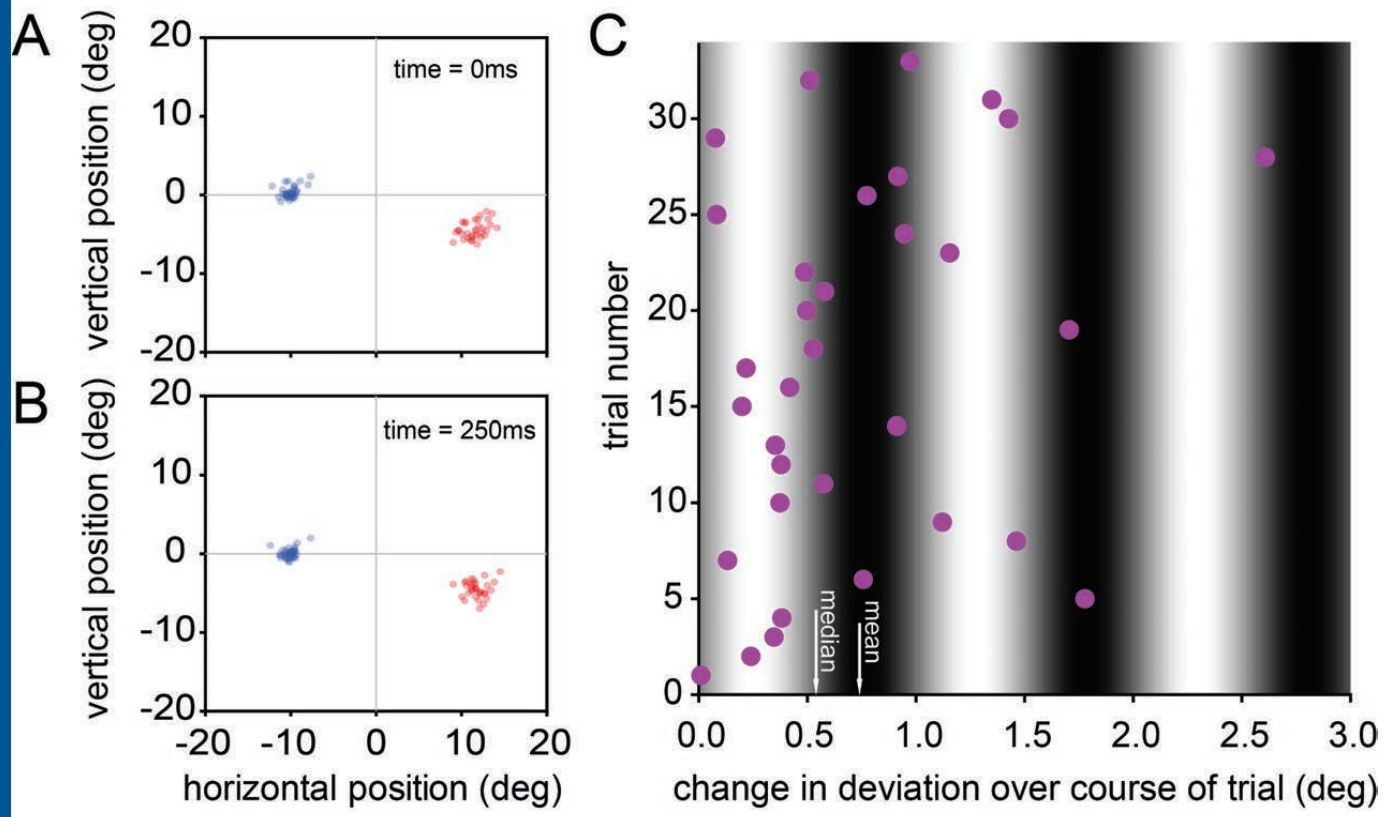 A
20
10
0
-10
-20
vertical position (deg)
time = 0ms
B
20
10
0
-10
-20
vertical position (deg)
time = 250ms
-20 -10 0 10 20
horizontal position (deg)
C
30
25
20
15
10
5
0
trial number
median
mean
0.0 0.5 1.0 1.5 2.0 2.5 3.0
change in deviation over course of trial (deg)